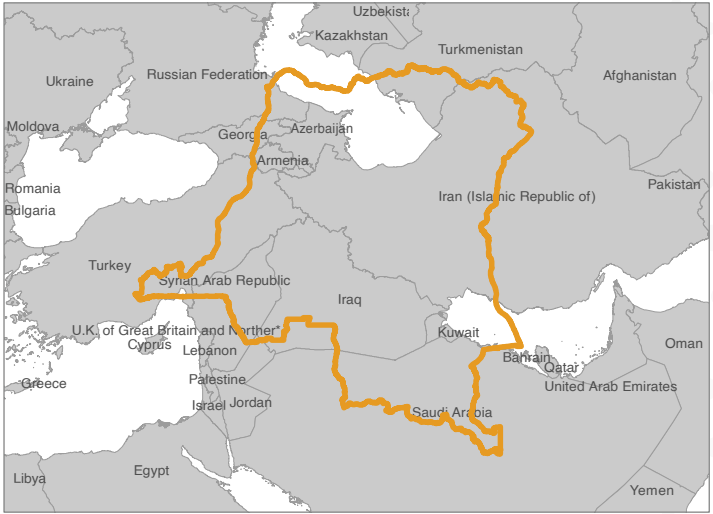 Uzbekista
Kazakhstan
Turkmenistan
Russian Federation
Afghanistan
Ukraine
Moldova
Georgia
Azerbaijan
Armenia
Romania
Pakistan
Iran (Islamic Republic of)
Bulgaria
Turkey
Syrian Arab Republic
Iraq
U.K. of Great Britain and Norther*
Kuwait
Cyprus
Lebanon
Oman
Bahrain
Qatar
Greece
Palestine
United Arab Emirates
Israel
Jordan
Saudi Arabia
Egypt
Libya
Yemen